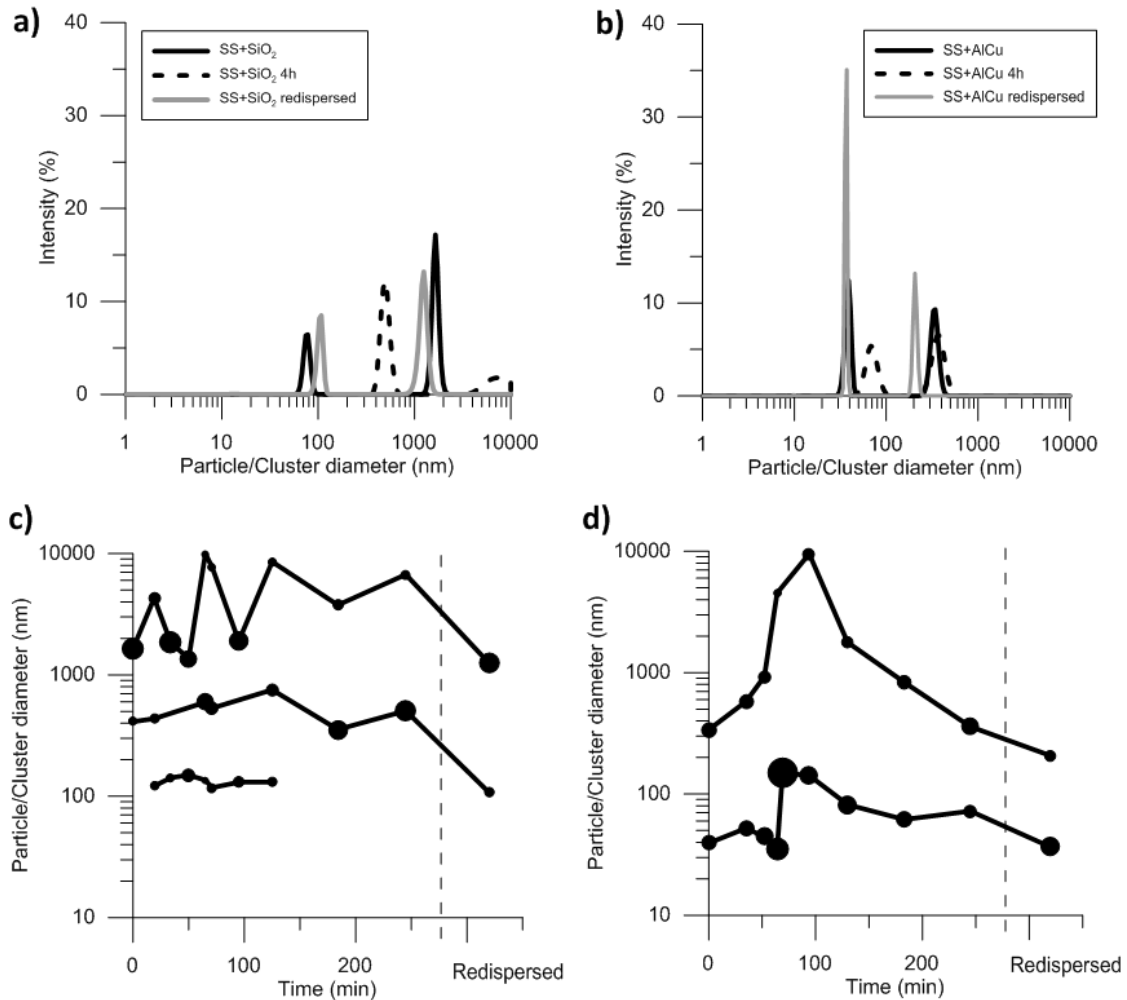 a)
40
30
20
10
0
Intensity (%)
SS+SiO₂
SS+SiO₂ 4h
SS+SiO₂ redispersed
1 10 100 1000 10000
Particle/Cluster diameter (nm)
b)
40
30
20
10
0
Intensity (%)
SS+AlCu
SS+AlCu 4h
SS+AlCu redispersed
1 10 100 1000 10000
Particle/Cluster diameter (nm)
c)
10000
1000
100
10
Particle/Cluster diameter (nm)
0 100 200 Redispersed
Time (min)
d)
10000
1000
100
10
Particle/Cluster diameter (nm)
0 100 200 Redispersed
Time (min)